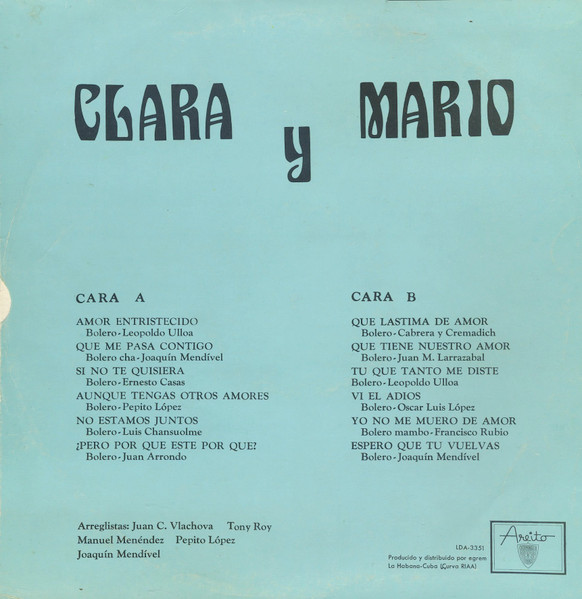 CLARA y MARIO
CARA A
AMOR ENTRISTECIDO
Bolero-Leopoldo Ulloa
QUE ME PASA CONTIGO
Bolero cha-Joaquín Mendível
SI NO TE QUISIERA
Bolero-Ernesto Casas
AUNQUE TENGAS OTROS AMORES
Bolero-Pepito López
NO ESTAMOS JUNTOS
Bolero-Luis Chansuolme
¿PERO POR QUE ESTE POR QUE?
Bolero-Juan Arrondo
CARA B
QUE LASTIMA DE AMOR
Bolero-Cabrera y Cremadich
QUE TIENE NUESTRO AMOR
Bolero-Juan M. Larrazabal
TU QUE TANTO ME DISTE
Bolero-Leopoldo Ulloa
VI EL ADIOS
Bolero-Oscar Luis López
YO NO ME MUERO DE AMOR
Bolero mambo-Francisco Rubio
ESPERO QUE TU VUELVAS
Bolero-Joaquín Mendível
Arreglistas: Juan C. Vlachova Tony Roy
Manuel Menéndez Pepito López
Joaquín Mendível
LDA-3351
Producido y distribuido por egrem
La Habana-Cuba (Curva RIAA)
Areito